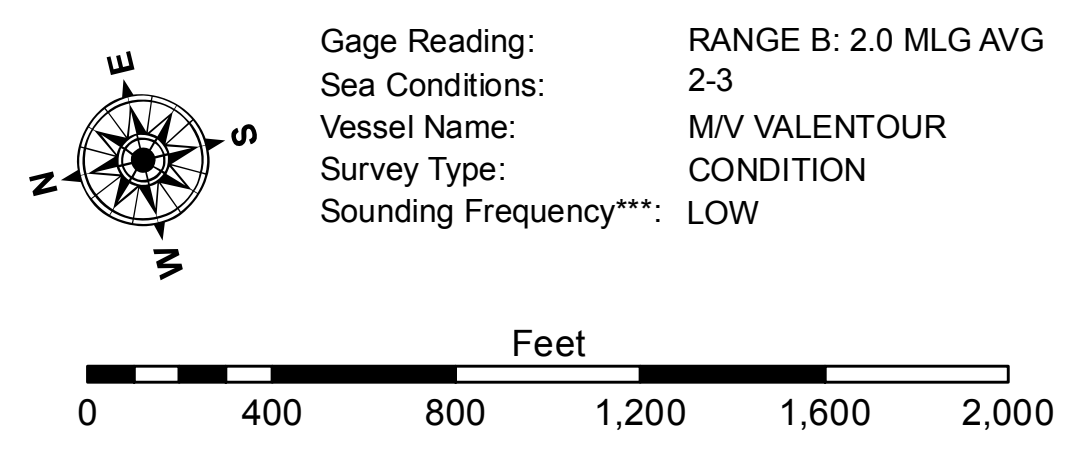 E
S
N
W
Gage Reading: RANGE B: 2.0 MLG AVG
Sea Conditions: 2-3
Vessel Name: M/V VALENTOUR
Survey Type: CONDITION
Sounding Frequency***: LOW
Feet
0 400 800 1,200 1,600 2,000